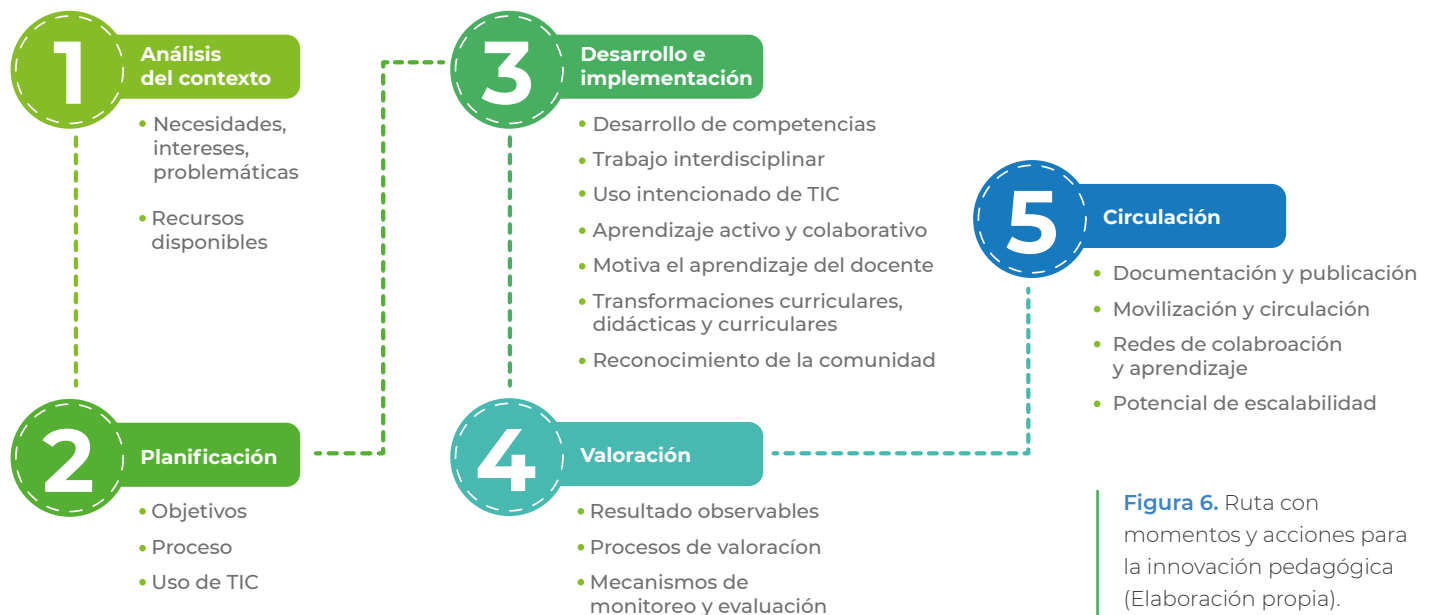 1
Análisis
del contexto
• Necesidades,
intereses,
problemáticas
• Recursos
disponibles
2
Planificación
• Objetivos
• Proceso
• Uso de TIC
3
Desarrollo e
implementación
• Desarrollo de competencias
• Trabajo interdisciplinar
• Uso intencionado de TIC
• Aprendizaje activo y colaborativo
• Motiva el aprendizaje del docente
• Transformaciones curriculares,
didácticas y curriculares
• Reconocimiento de la comunidad
4
Valoración
• Resultado observables
• Procesos de valoracíon
• Mecanismos de
monitoreo y evaluación
5
Circulación
• Documentación y publicación
• Movilización y circulación
• Redes de colabroación
y aprendizaje
• Potencial de escalabilidad
Figura 6. Ruta con
momentos y acciones para
la innovación pedagógica
(Elaboración propia).